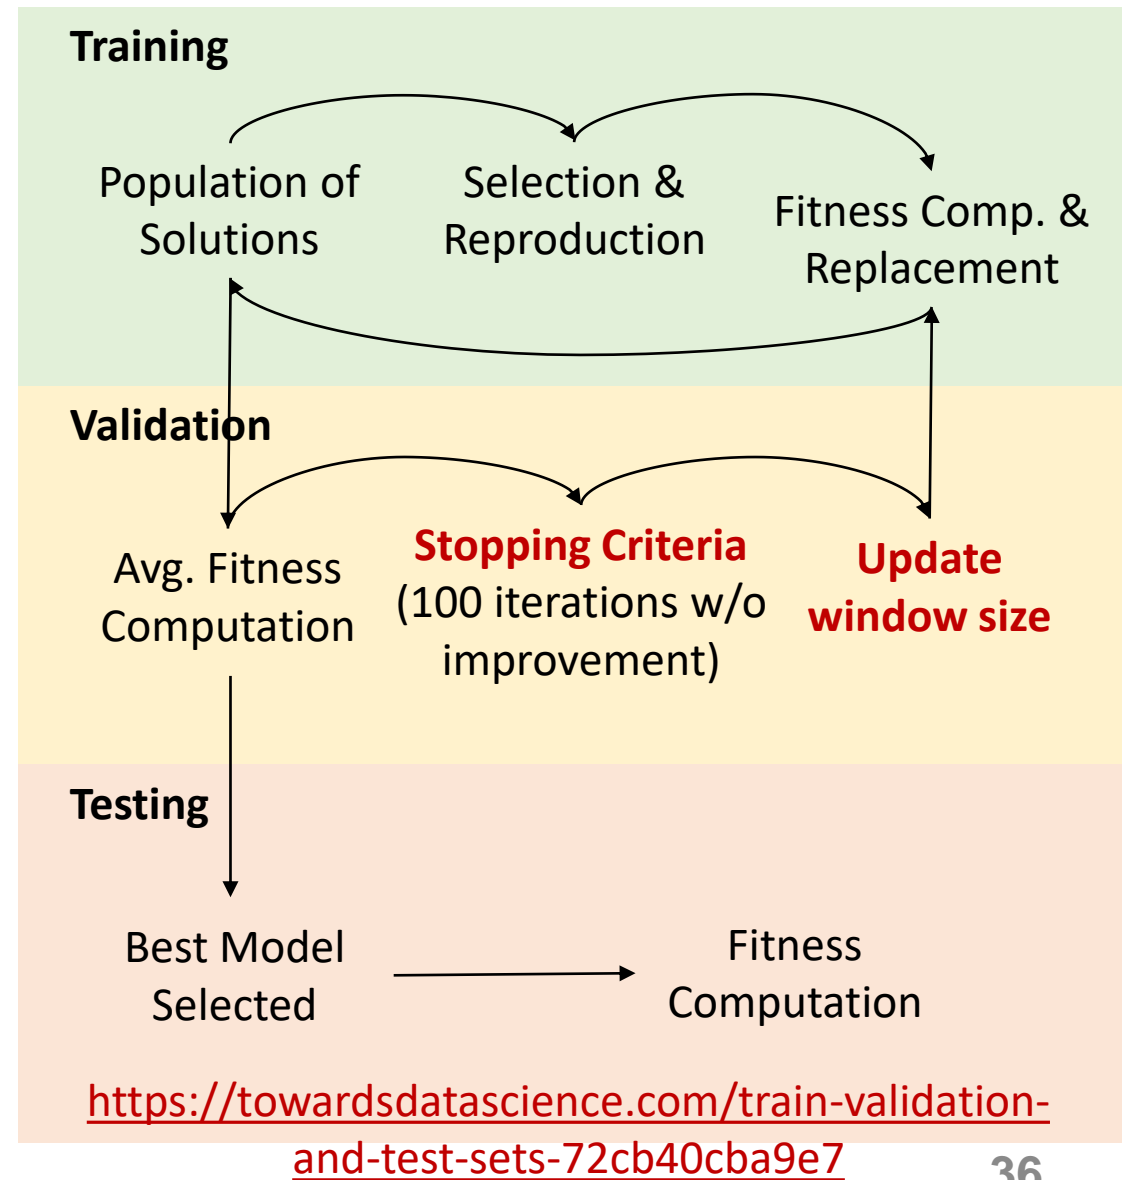 Training
Population of
Solutions
Selection &
Reproduction
Fitness Comp. &
Replacement
Validation
Avg. Fitness
Computation
Stopping Criteria
(100 iterations w/o
improvement)
Update
window size
Testing
Best Model
Selected
Fitness
Computation
https://towardsdatascience.com/train-validation-
and-test-sets-72cb40cba9e7
36